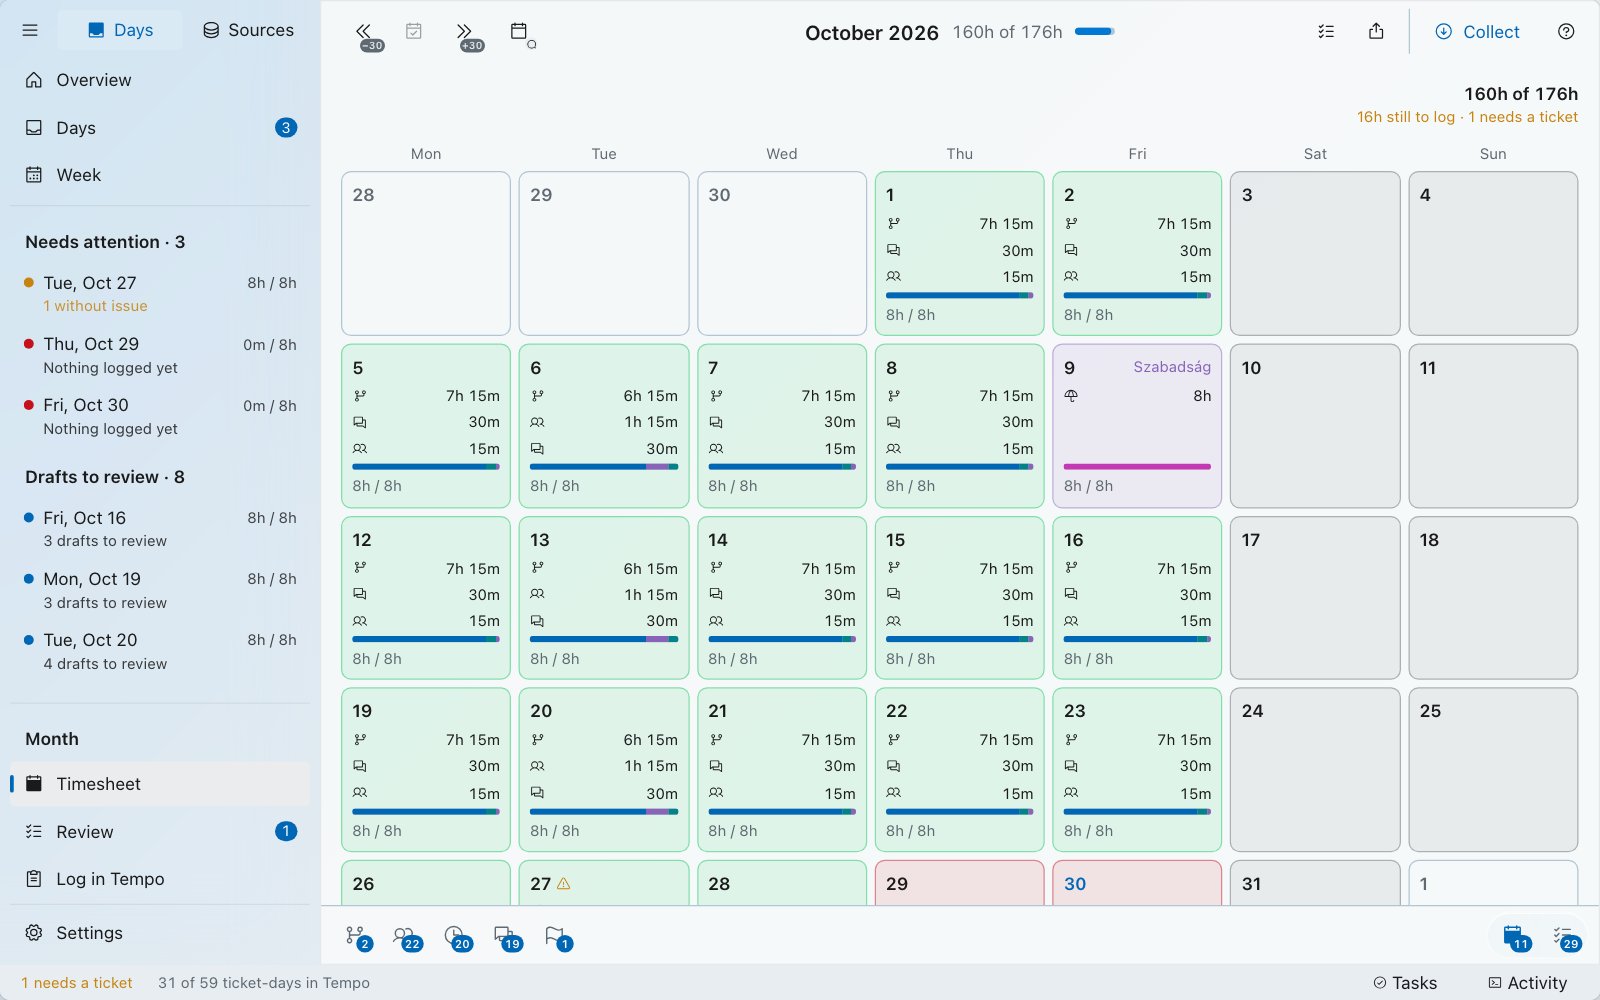 Days
Sources
Overview
Days 3
Week
Needs attention · 3
Tue, Oct 27 8h / 8h
1 without issue
Thu, Oct 29 0m / 8h
Nothing logged yet
Fri, Oct 30 0m / 8h
Nothing logged yet
Drafts to review · 8
Fri, Oct 16 8h / 8h
3 drafts to review
Mon, Oct 19 8h / 8h
3 drafts to review
Tue, Oct 20 8h / 8h
4 drafts to review
Month
Timesheet
Review 1
Log in Tempo
Settings
−30 +30
October 2026 160h of 176h
Collect
160h of 176h
16h still to log · 1 needs a ticket
Mon Tue Wed Thu Fri Sat Sun
28 29 30 1 2 3 4
7h 15m 7h 15m
30m 30m
15m 15m
8h / 8h 8h / 8h
5 6 7 8 9 Szabadság 10 11
7h 15m 6h 15m 7h 15m 7h 15m 8h
30m 1h 15m 30m 30m
15m 30m 15m 15m
8h / 8h 8h / 8h 8h / 8h 8h / 8h 8h / 8h
12 13 14 15 16 17 18
7h 15m 6h 15m 7h 15m 7h 15m 7h 15m
30m 1h 15m 30m 30m 30m
15m 30m 15m 15m 15m
8h / 8h 8h / 8h 8h / 8h 8h / 8h 8h / 8h
19 20 21 22 23 24 25
7h 15m 6h 15m 7h 15m 7h 15m 7h 15m
30m 1h 15m 30m 30m 30m
15m 30m 15m 15m 15m
8h / 8h 8h / 8h 8h / 8h 8h / 8h 8h / 8h
26 27 28 29 30 31 1
2 22 20 19 1 11 29
1 needs a ticket 31 of 59 ticket-days in Tempo Tasks Activity